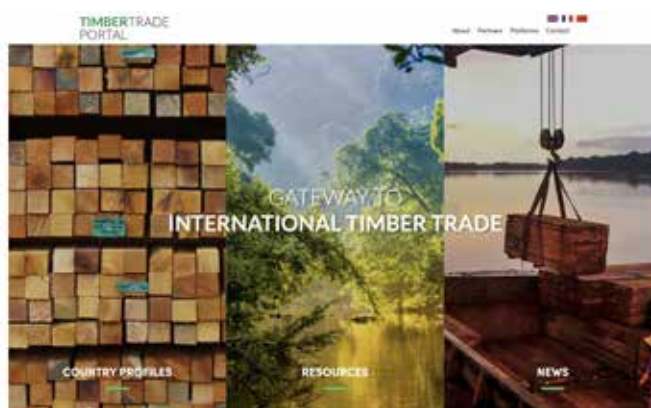 TIMBERTRADE
PORTAL
About Partners Platforms Contact
GATEWAY TO
INTERNATIONAL TIMBER TRADE
COUNTRY PROFILES
RESOURCES
NEWS